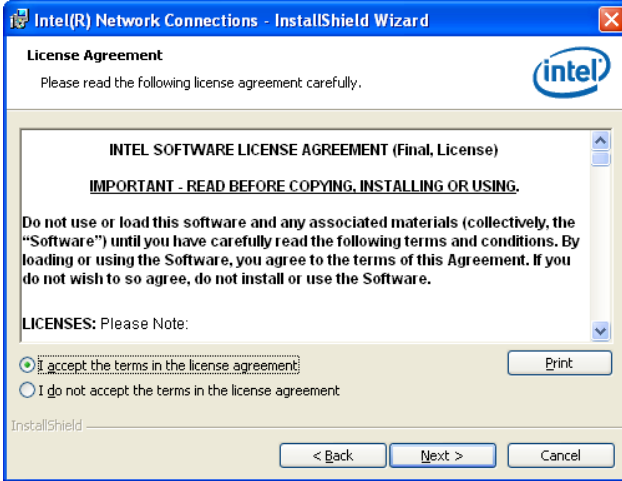 Intel(R) Network Connections - InstallShield Wizard
License Agreement
Please read the following license agreement carefully.
intel
INTEL SOFTWARE LICENSE AGREEMENT (Final, License)
IMPORTANT - READ BEFORE COPYING, INSTALLING OR USING.
Do not use or load this software and any associated materials (collectively, the
“Software”) until you have carefully read the following terms and conditions. By
loading or using the Software, you agree to the terms of this Agreement. If you
do not wish to so agree, do not install or use the Software.
LICENSES: Please Note:
I accept the terms in the license agreement
Print
I do not accept the terms in the license agreement
InstallShield
< Back
Next >
Cancel